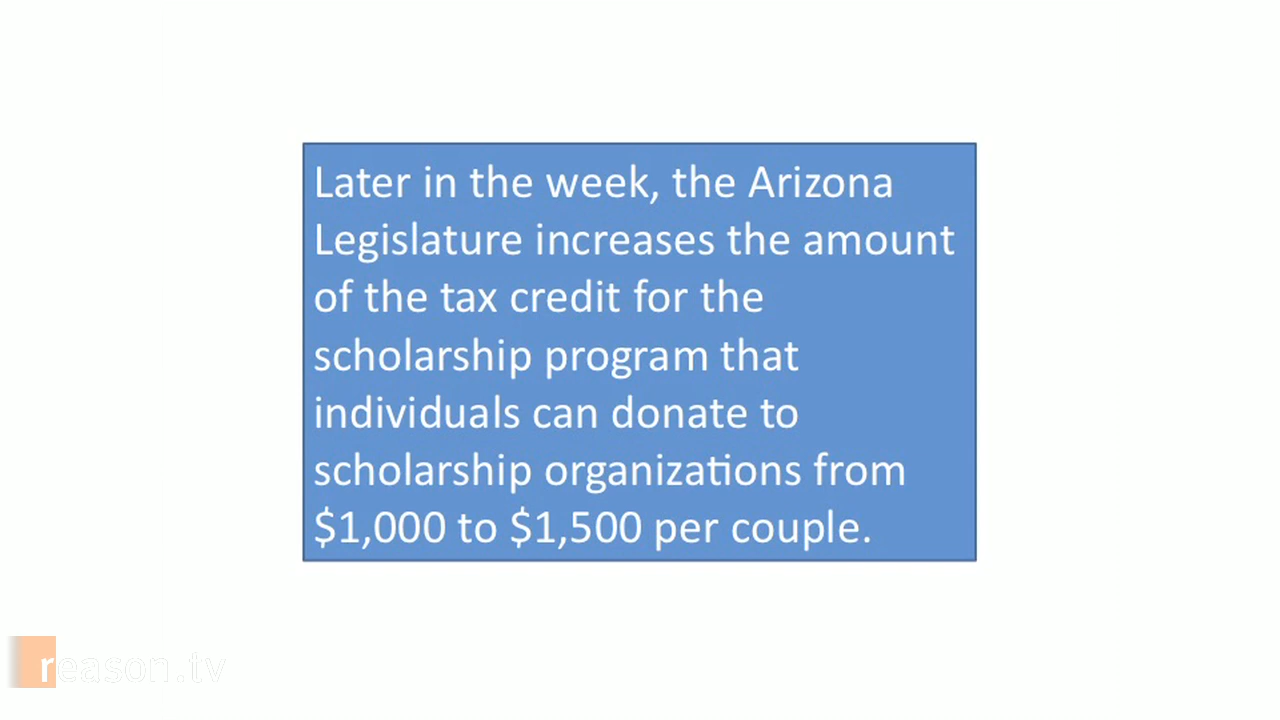 Later in the week, the Arizona
Legislature increases the amount
of the tax credit for the
scholarship program that
individuals can donate to
scholarship organizations from
$1,000 to $1,500 per couple.
reason.tv